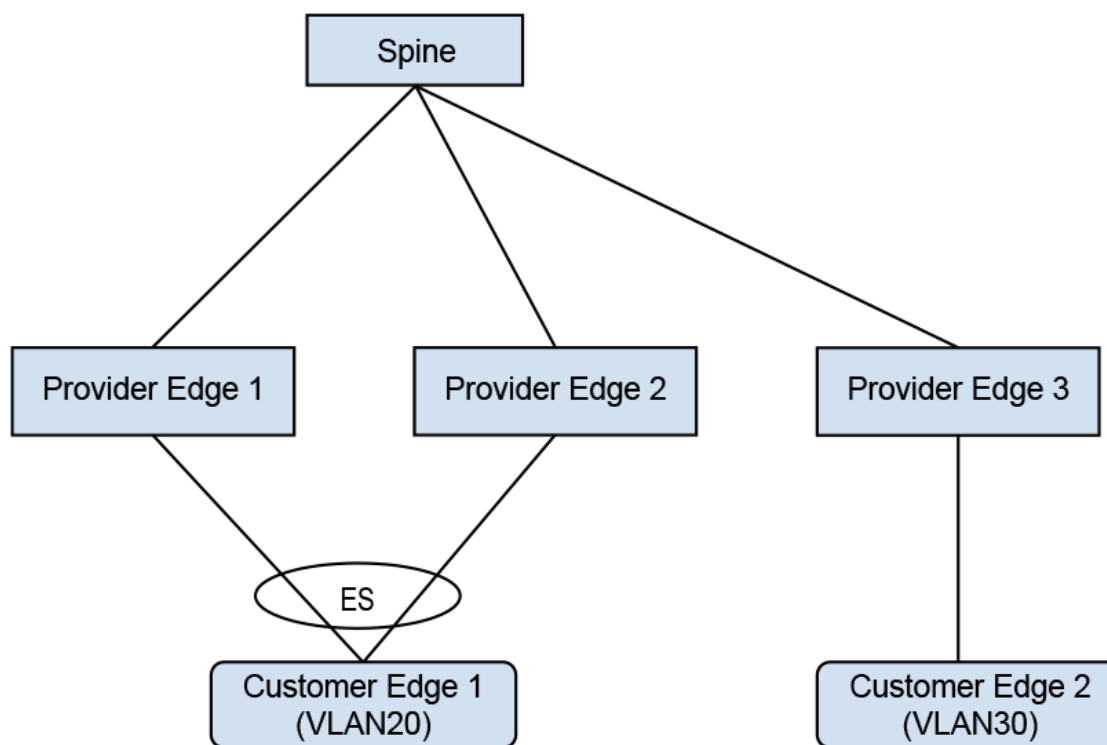 Spine
Provider Edge 1
Provider Edge 2
Provider Edge 3
ES
Customer Edge 1
(VLAN20)
Customer Edge 2
(VLAN30)